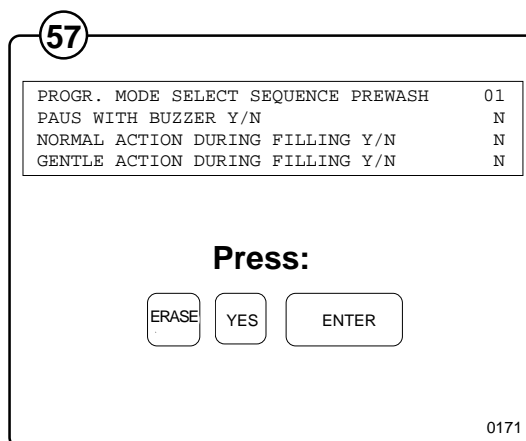 57
PROGR. MODE SELECT SEQUENCE PREWASH 01
PAUS WITH BUZZER Y/N N
NORMAL ACTION DURING FILLING Y/N N
GENTLE ACTION DURING FILLING Y/N N
Press:
ERASE YES ENTER
0171